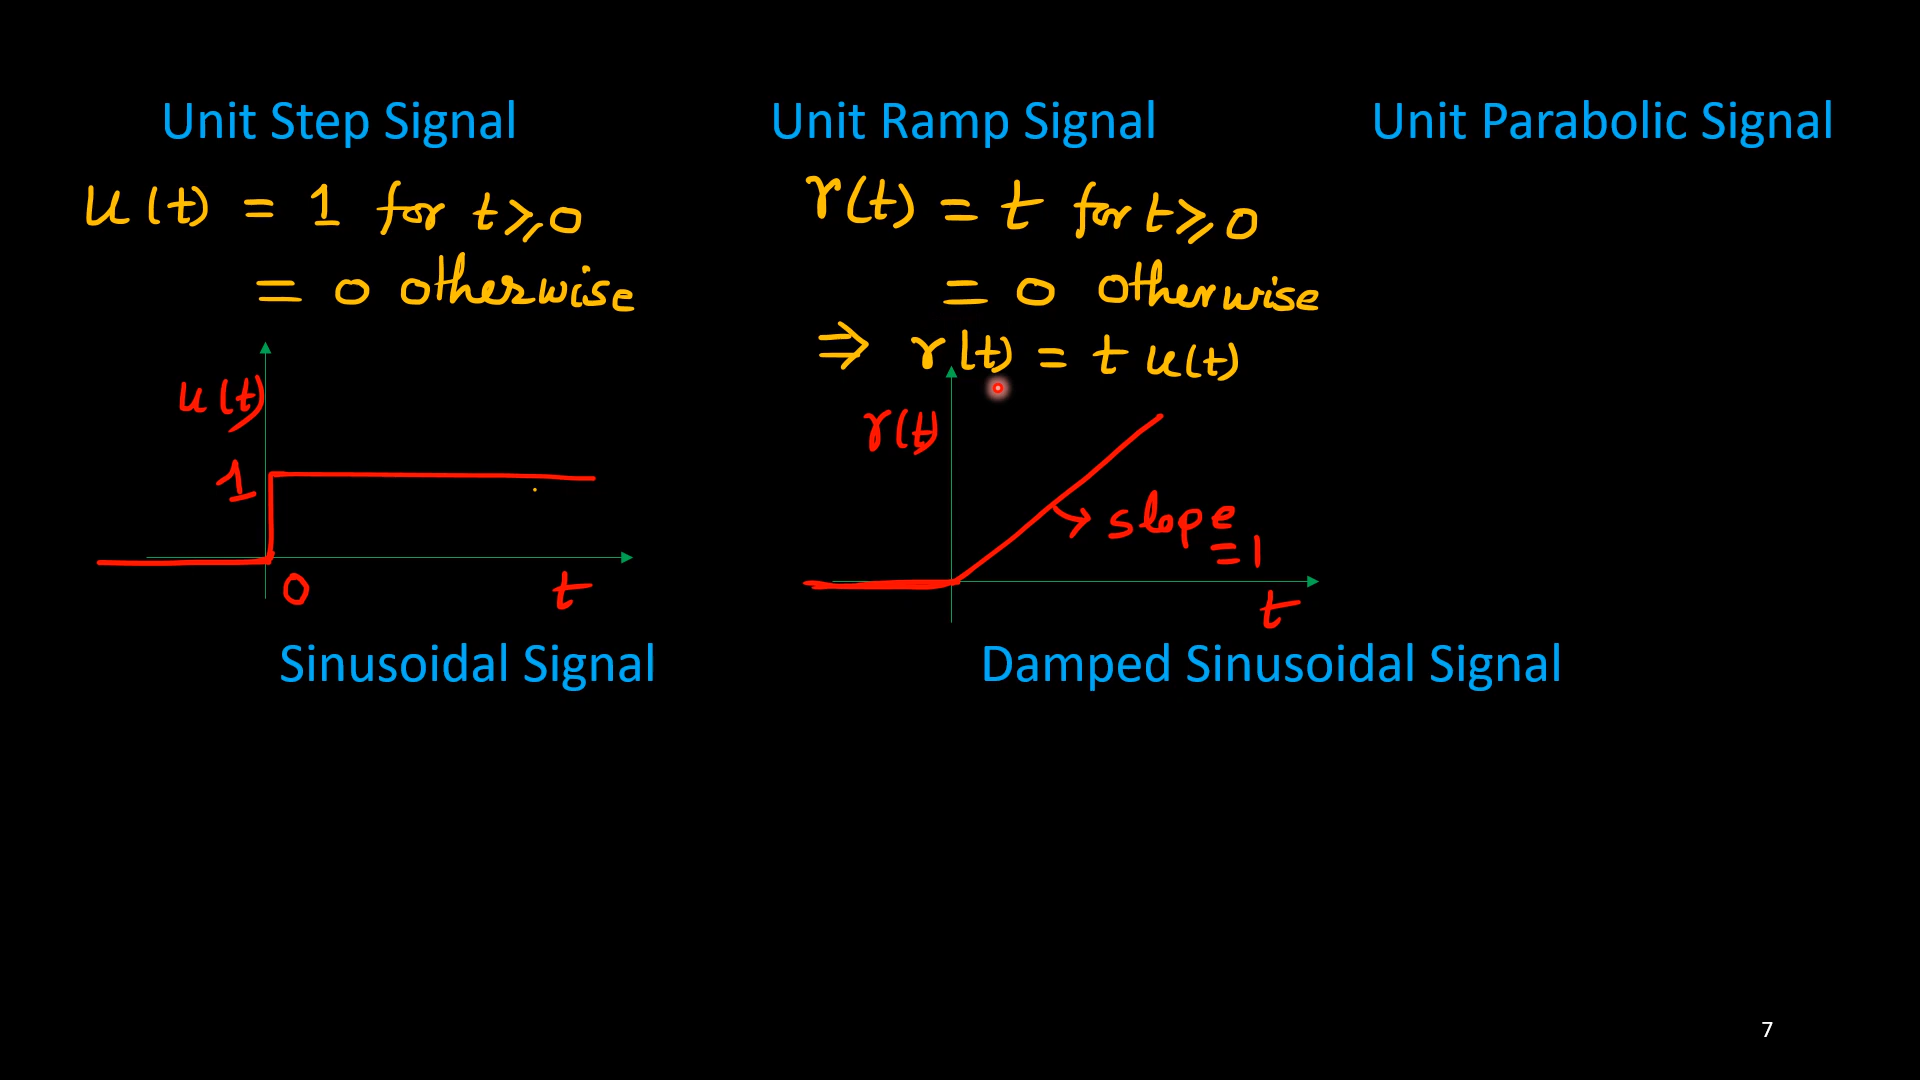 Unit Step Signal
u(t) = 1 for t ⩾ 0
= 0 otherwise
u(t)
1
0
t
Unit Ramp Signal
r(t) = t for t ⩾ 0
= 0 otherwise
⇒ r(t) = t u(t)
r(t)
slope
= 1
t
Unit Parabolic Signal
Sinusoidal Signal
Damped Sinusoidal Signal
7